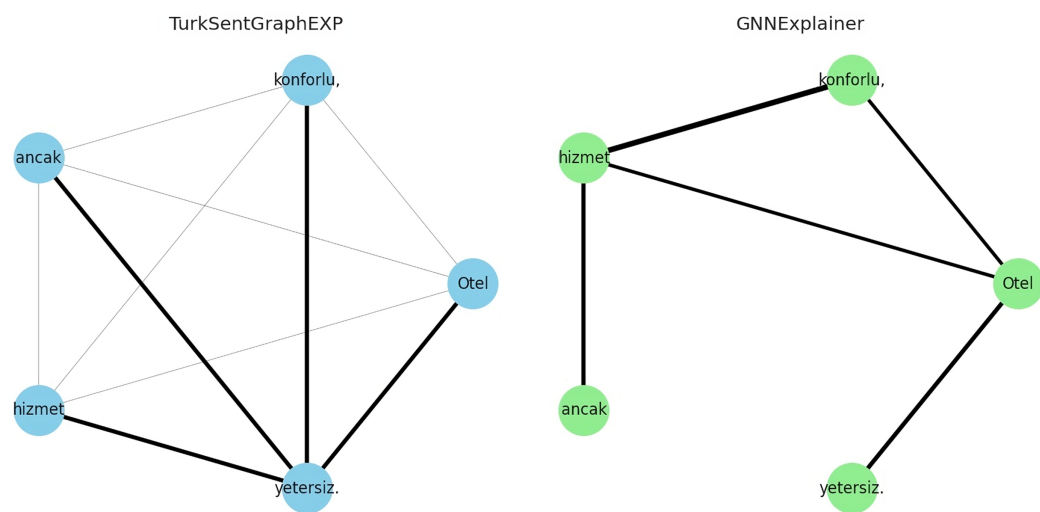 TurkSentGraphEXP
konforlu,
ancak
Otel
hizmet
yetersiz.
GNNExplainer
konforlu,
hizmet
Otel
ancak
yetersiz.